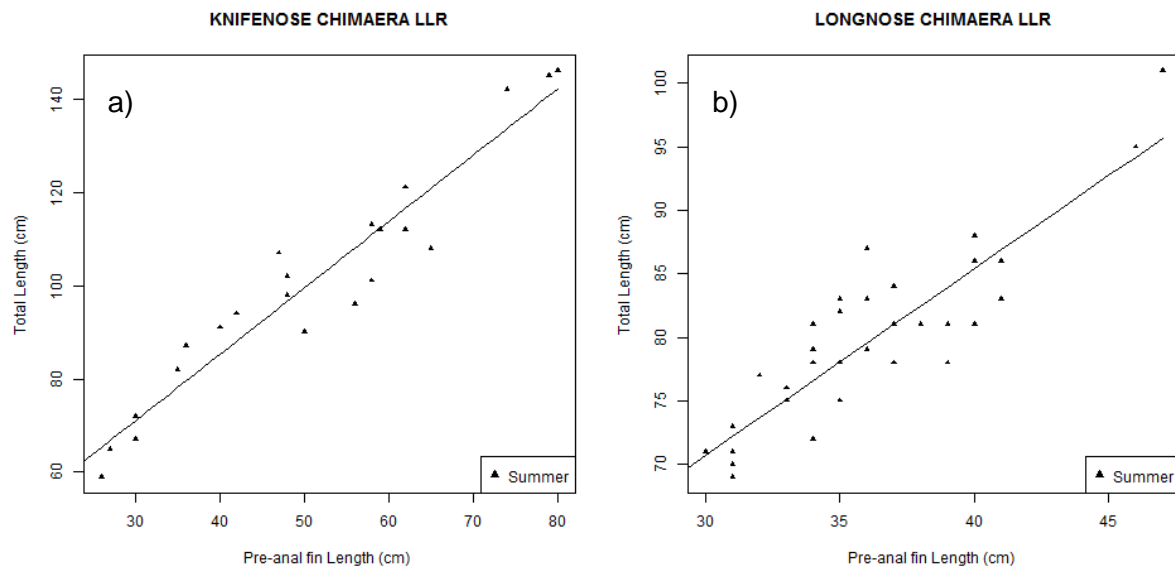 KNIFENOSE CHIMAERA LLR
a)
140
120
100
80
60
Total Length (cm)
30 40 50 60 70 80
Pre-anal fin Length (cm)
Summer
LONGNOSE CHIMAERA LLR
b)
100
95
90
85
80
75
70
Total Length (cm)
30 35 40 45
Pre-anal fin Length (cm)
Summer